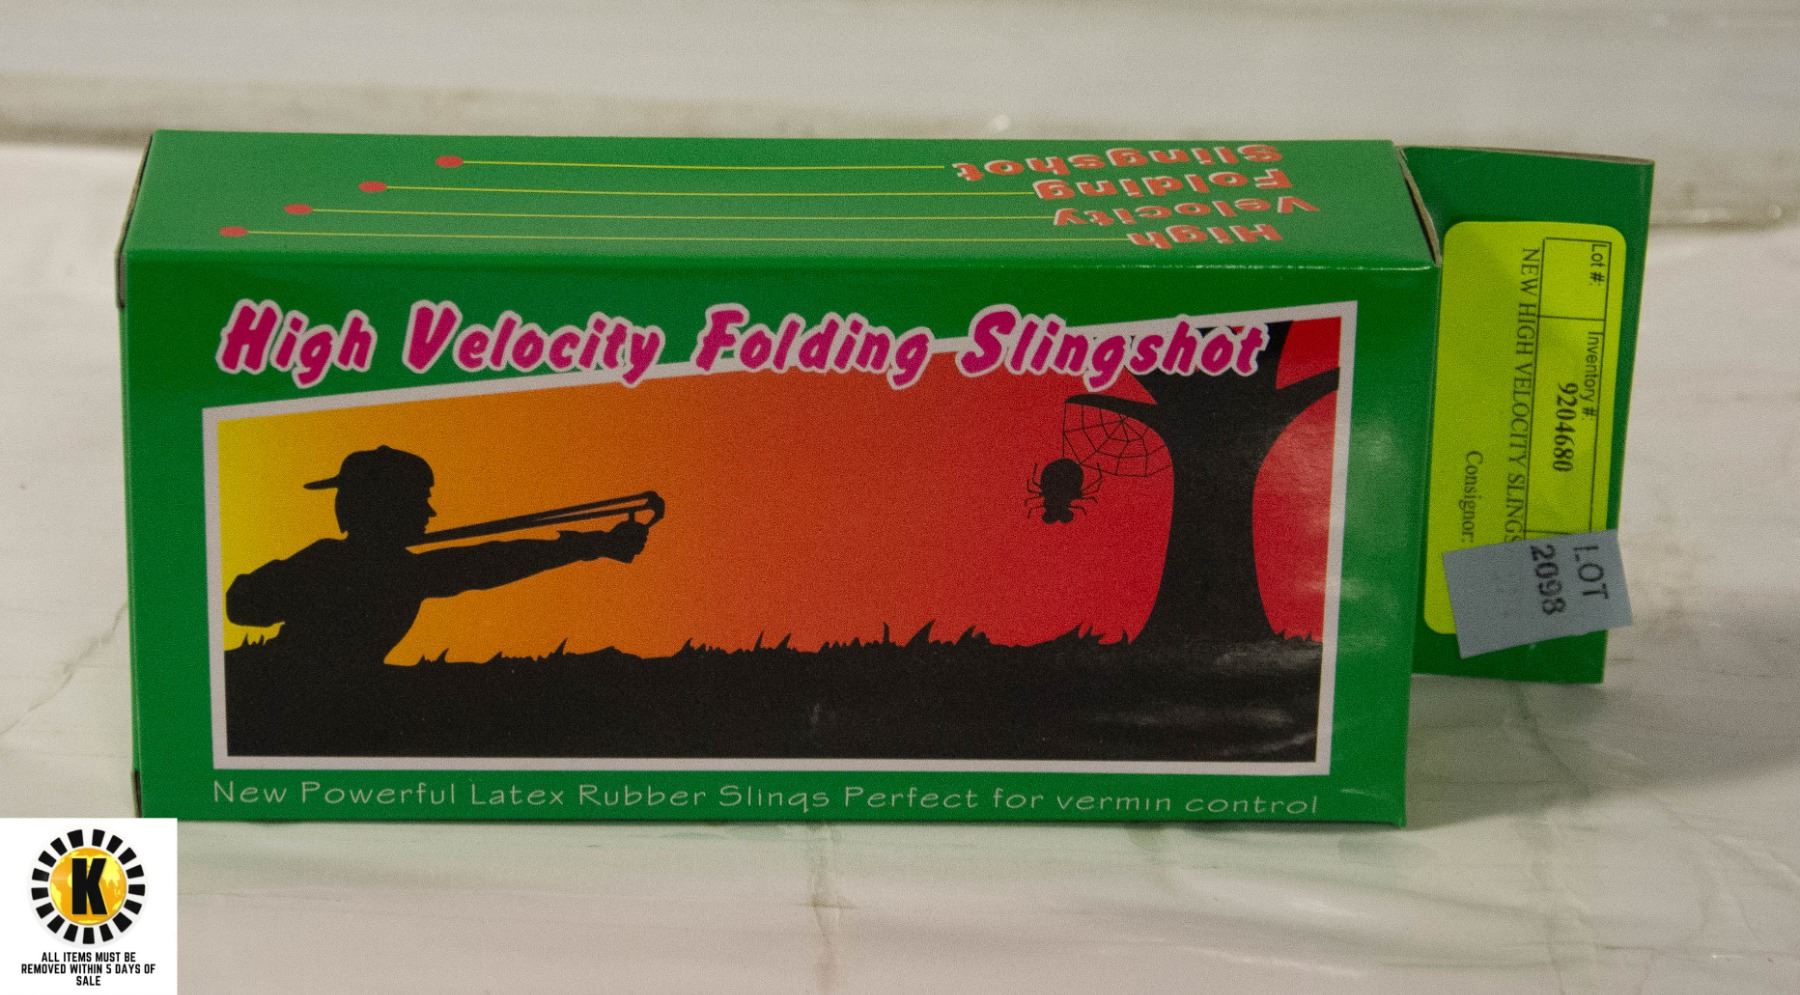 High
Velocity
Folding
Slingshot
High Velocity Folding Slingshot
New Powerful Latex Rubber Slings Perfect for vermin control
Lot #:
Inventory #:
9204680
NEW HIGH VELOCITY SLINGS
Consignor:
LOT
2098
K
ALL ITEMS MUST BE
REMOVED WITHIN 5 DAYS OF
SALE